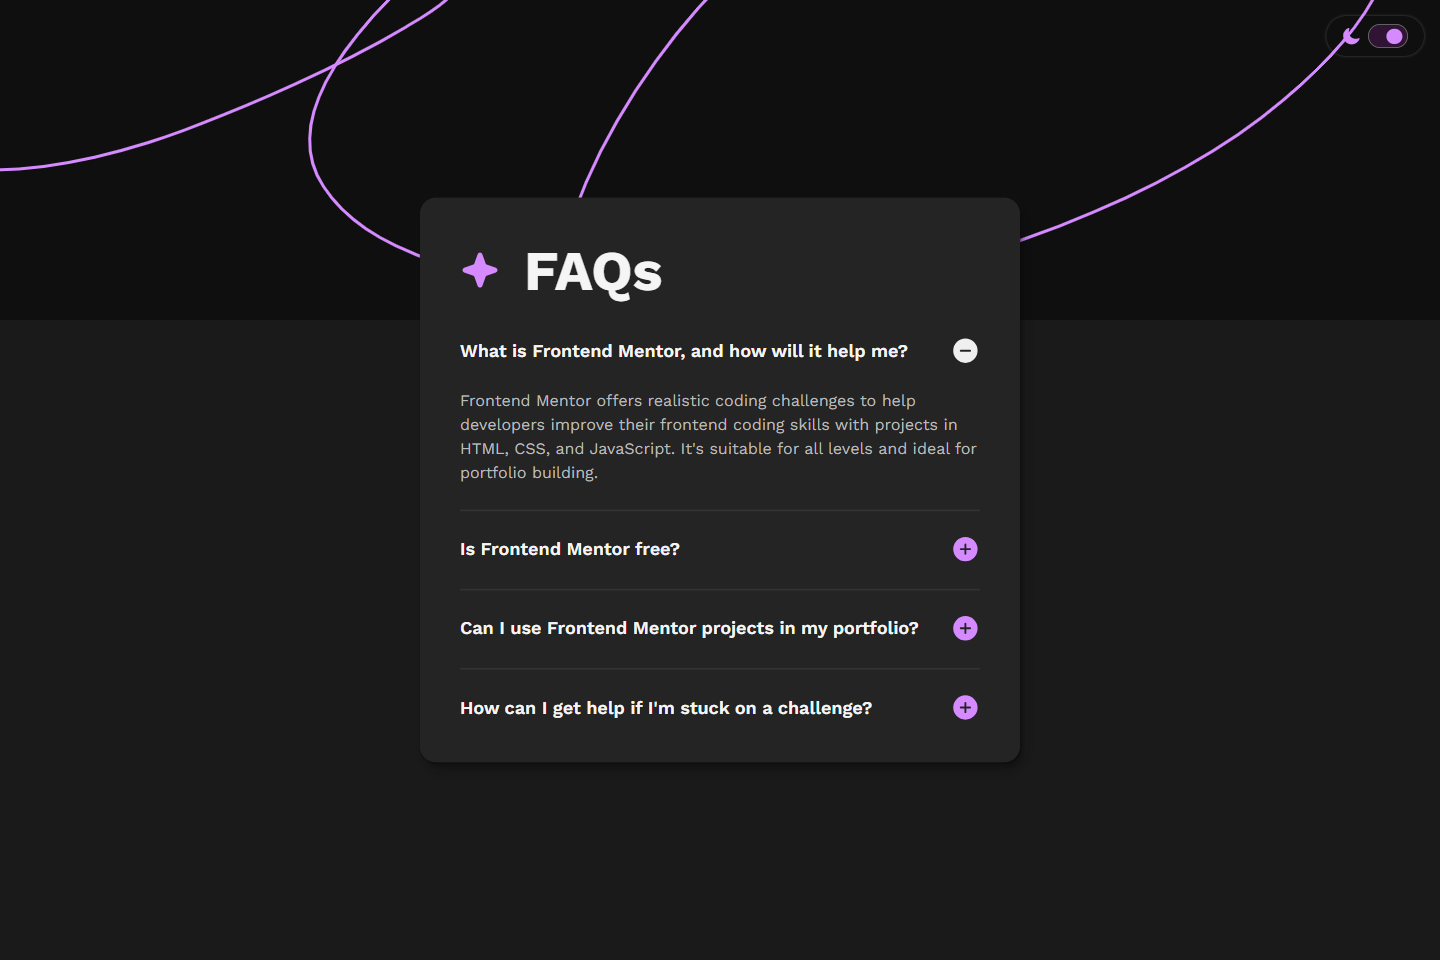 FAQs
What is Frontend Mentor, and how will it help me?
Frontend Mentor offers realistic coding challenges to help
developers improve their frontend coding skills with projects in
HTML, CSS, and JavaScript. It's suitable for all levels and ideal for
portfolio building.
Is Frontend Mentor free?
Can I use Frontend Mentor projects in my portfolio?
How can I get help if I'm stuck on a challenge?